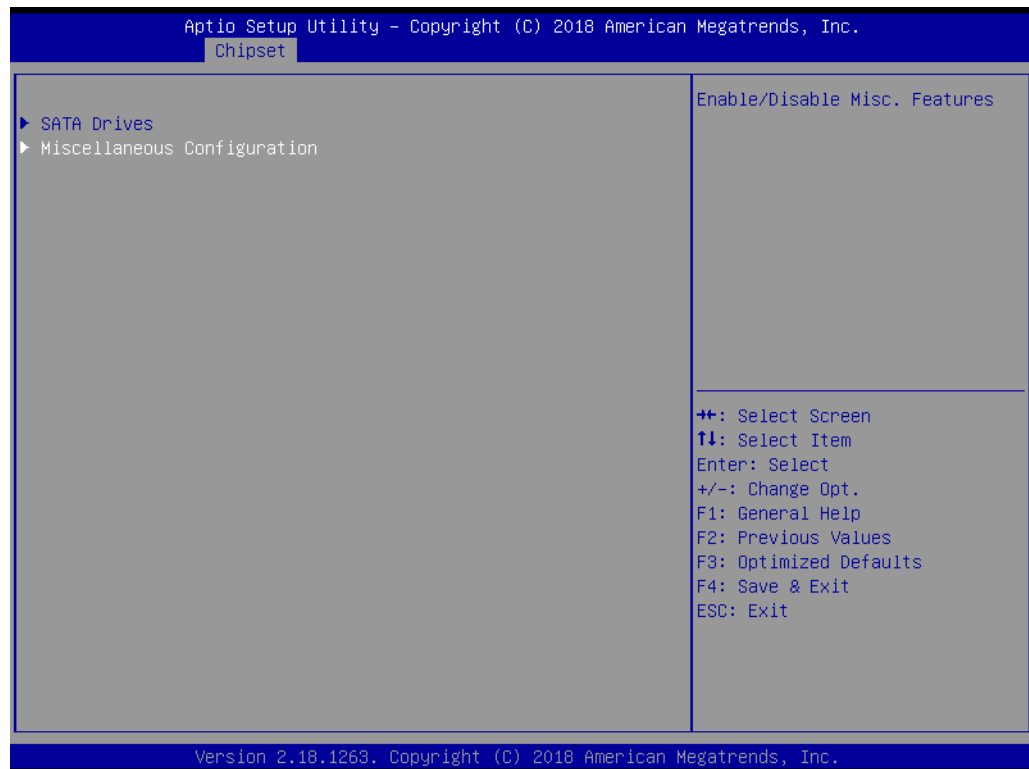 Aptio Setup Utility – Copyright (C) 2018 American Megatrends, Inc.
Chipset
SATA Drives
Miscellaneous Configuration
Enable/Disable Misc. Features
→←: Select Screen
↑↓: Select Item
Enter: Select
+/-: Change Opt.
F1: General Help
F2: Previous Values
F3: Optimized Defaults
F4: Save & Exit
ESC: Exit
Version 2.18.1263. Copyright (C) 2018 American Megatrends, Inc.